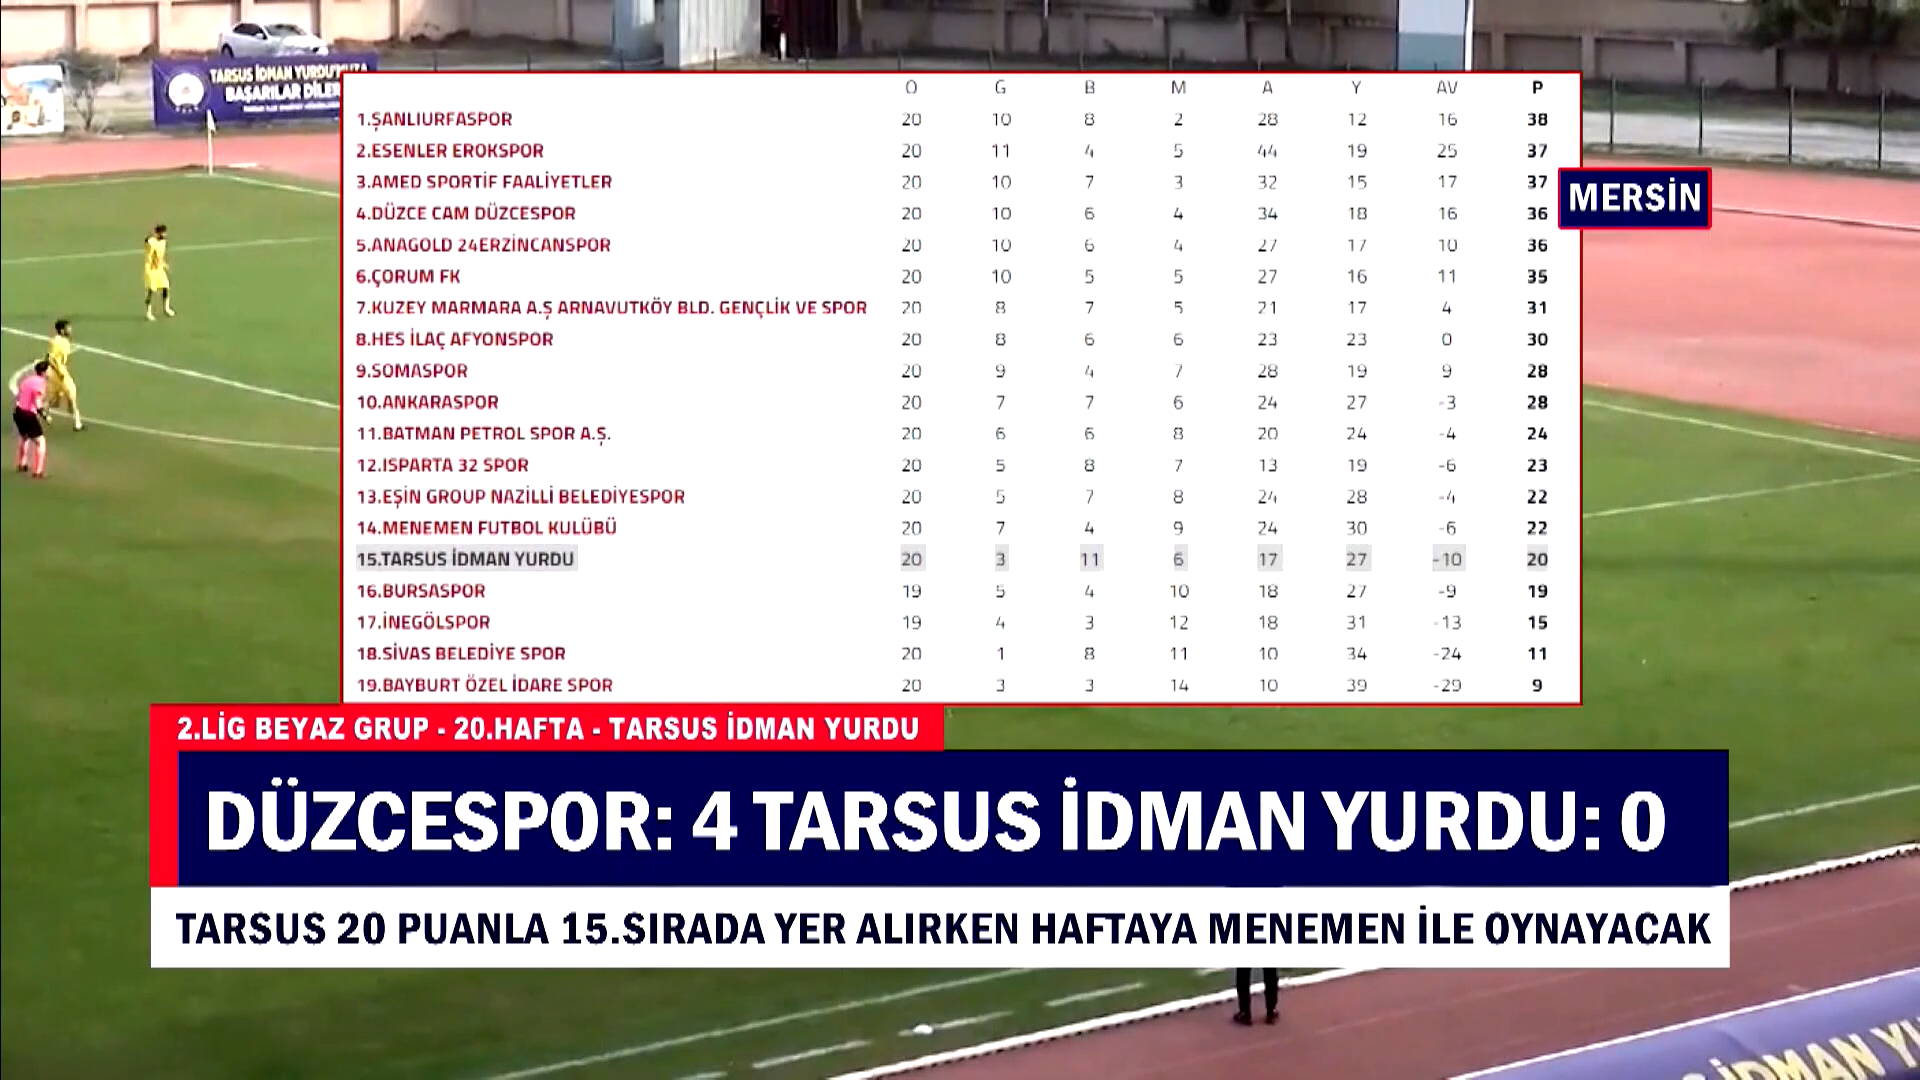 TARSUS İDMAN YURDU'MUZA
BAŞARILAR DİLER
O G B M A Y AV P
1.ŞANLIURFASPOR 20 10 8 2 28 12 16 38
2.ESENLER EROKSPOR 20 11 4 5 44 19 25 37
3.AMED SPORTİF FAALİYETLER 20 10 7 3 32 15 17 37
4.DÜZCE CAM DÜZCESPOR 20 10 6 4 34 18 16 36
5.ANAGOLD 24ERZİNCANSPOR 20 10 6 4 27 17 10 36
6.ÇORUM FK 20 10 5 5 27 16 11 35
7.KUZEY MARMARA A.Ş ARNAVUTKÖY BLD. GENÇLİK VE SPOR 20 8 7 5 21 17 4 31
8.HES İLAÇ AFYONSPOR 20 8 6 6 23 23 0 30
9.SOMASPOR 20 9 4 7 28 19 9 28
10.ANKARASPOR 20 7 7 6 24 27 -3 28
11.BATMAN PETROL SPOR A.Ş. 20 6 6 8 20 24 -4 24
12.ISPARTA 32 SPOR 20 5 8 7 13 19 -6 23
13.EŞİN GROUP NAZİLLİ BELEDİYESPOR 20 5 7 8 24 28 -4 22
14.MENEMEN FUTBOL KULÜBÜ 20 7 4 9 24 30 -6 22
15.TARSUS İDMAN YURDU 20 3 11 6 17 27 -10 20
16.BURSASPOR 19 5 4 10 18 27 -9 19
17.İNEGÖLSPOR 19 4 3 12 18 31 -13 15
18.SİVAS BELEDİYE SPOR 20 1 8 11 10 34 -24 11
19.BAYBURT ÖZEL İDARE SPOR 20 3 3 14 10 39 -29 9
MERSİN
2.LİG BEYAZ GRUP - 20.HAFTA - TARSUS İDMAN YURDU
DÜZCESPOR: 4 TARSUS İDMAN YURDU: 0
TARSUS 20 PUANLA 15.SIRADA YER ALIRKEN HAFTAYA MENEMEN İLE OYNAYACAK
İDMAN YU